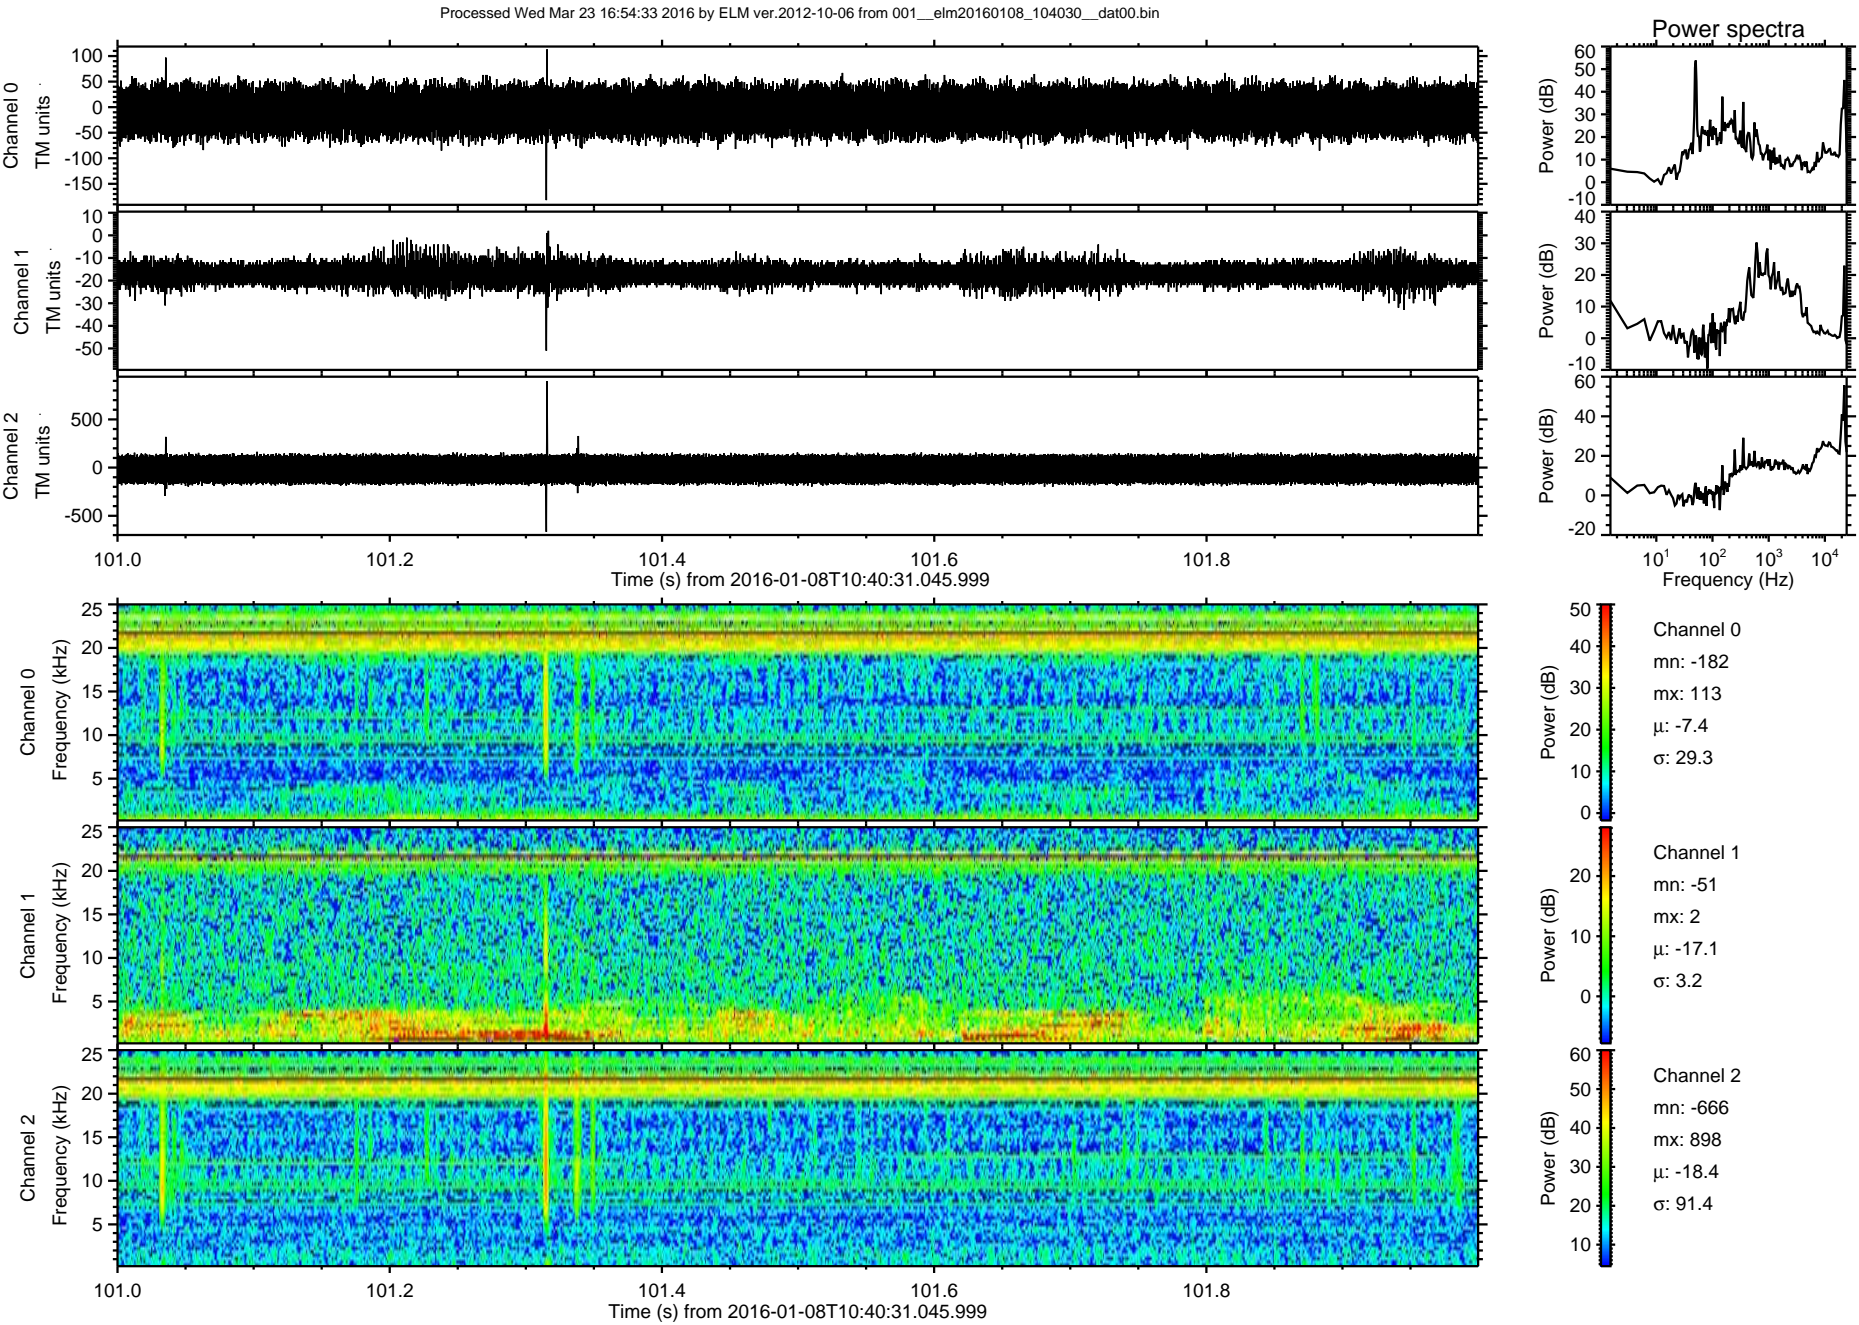 Processed Wed Mar 23 16:54:33 2016 by ELM ver.2012-10-06 from 001__elm20160108_104030__dat00.bin
Power spectra
Channel 0
TM units
100
50
0
-50
-100
-150
Power (dB)
60
50
40
30
20
10
0
-10
Channel 1
TM units
10
0
-10
-20
-30
-40
-50
Power (dB)
40
30
20
10
0
-10
Channel 2
TM units
500
0
-500
Power (dB)
60
40
20
0
-20
101.0 101.2 101.4 101.6 101.8
Time (s) from 2016-01-08T10:40:31.045.999
10^1 10^2 10^3 10^4
Frequency (Hz)
Channel 0
Frequency (kHz)
25
20
15
10
5
Power (dB)
50
40
30
20
10
0
Channel 0
mn: -182
mx: 113
μ: -7.4
σ: 29.3
Channel 1
Frequency (kHz)
25
20
15
10
5
Power (dB)
20
10
0
Channel 1
mn: -51
mx: 2
μ: -17.1
σ: 3.2
Channel 2
Frequency (kHz)
25
20
15
10
5
Power (dB)
60
50
40
30
20
10
Channel 2
mn: -666
mx: 898
μ: -18.4
σ: 91.4
101.0 101.2 101.4 101.6 101.8
Time (s) from 2016-01-08T10:40:31.045.999